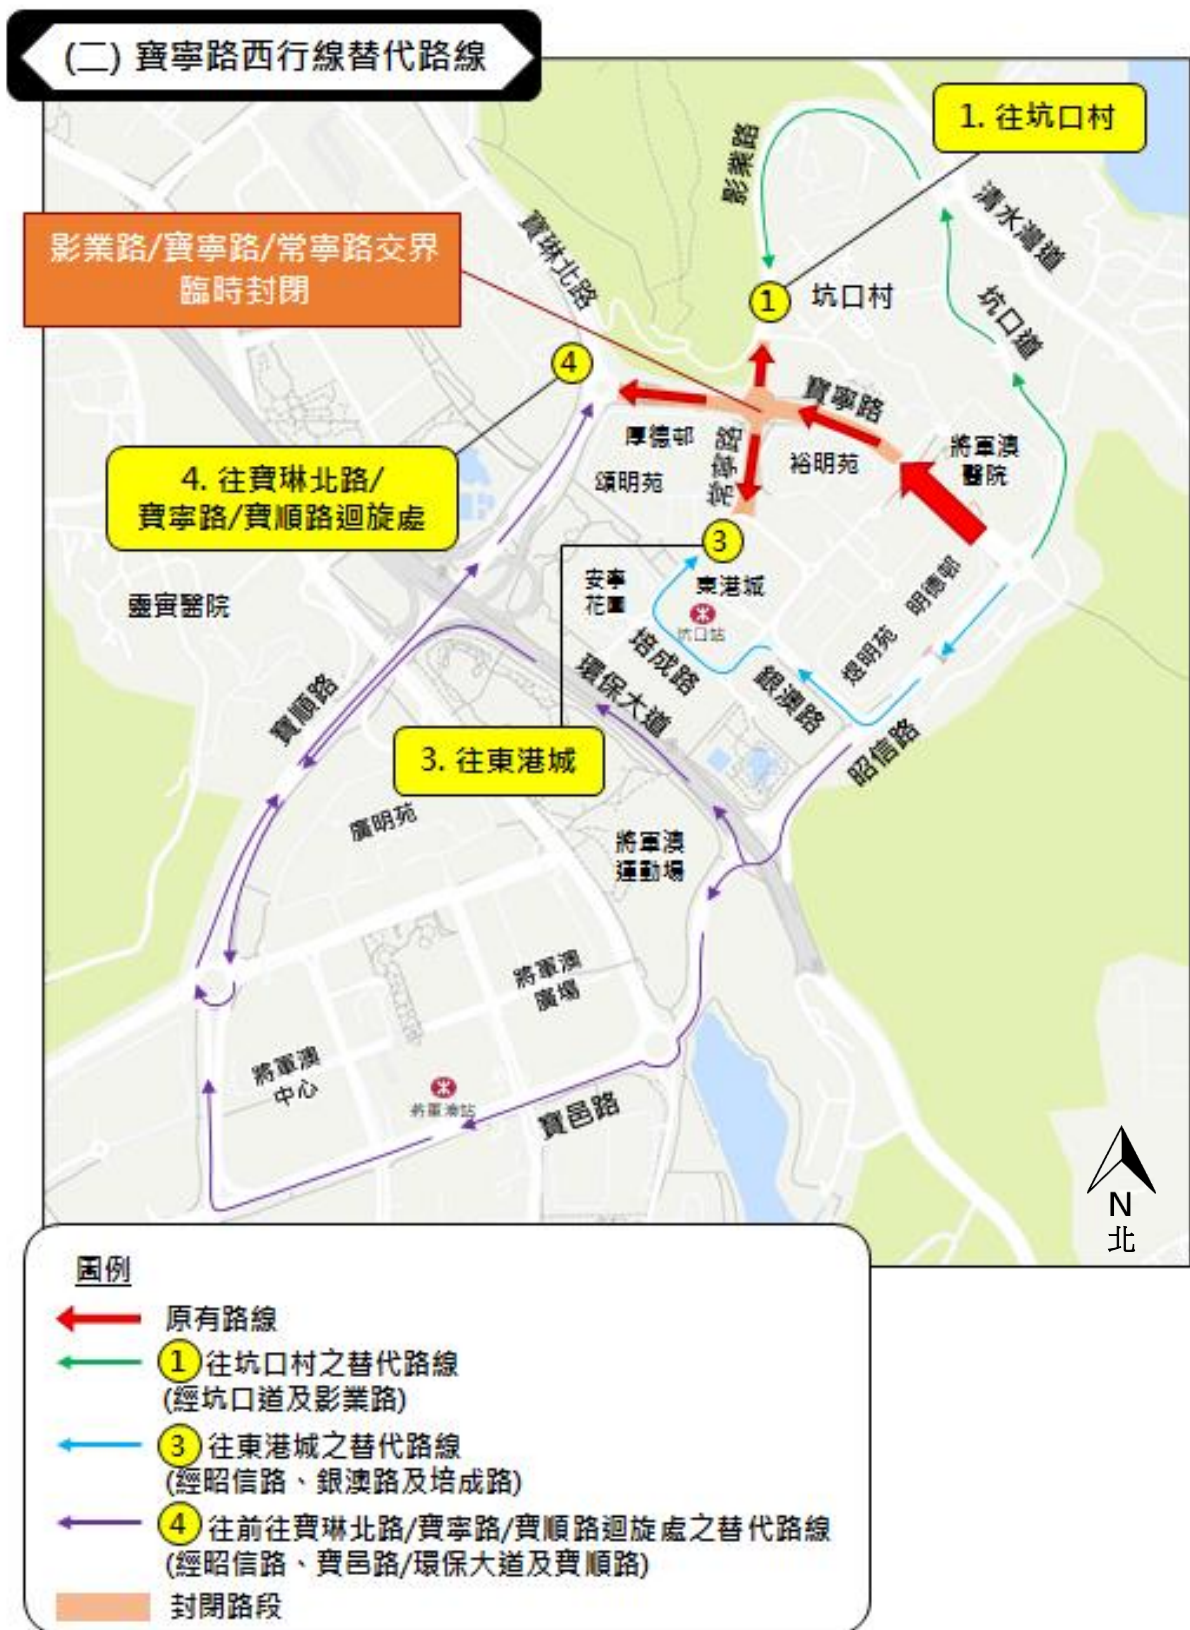 (二) 寶寧路西行線替代路線
1. 往坑口村
影業路
清水灣道
寶琳北路
影業路/寶寧路/常寧路交界
臨時封閉
1
坑口村
坑口道
4
寶寧路
厚德邨
常寧路
裕明苑
將軍澳
醫院
頌明苑
4. 往寶琳北路/
寶寧路/寶順路迴旋處
3
安寧
花園
東港城
明德邨
靈實醫院
坑口站
培成路
煜明苑
環保大道
銀澳路
寶順路
3. 往東港城
昭信路
廣明苑
將軍澳
運動場
將軍澳
廣場
將軍澳
中心
將軍澳站
寶邑路
N
北
圖例
原有路線
1 往坑口村之替代路線
(經坑口道及影業路)
3 往東港城之替代路線
(經昭信路、銀澳路及培成路)
4 往前往寶琳北路/寶寧路/寶順路迴旋處之替代路線
(經昭信路、寶邑路/環保大道及寶順路)
封閉路段